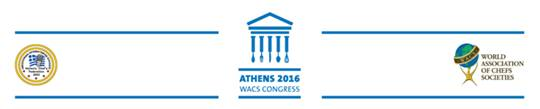 ATHENS 2016
WACS CONGRESS
WORLD
ASSOCIATION
OF CHEFS
SOCIETIES